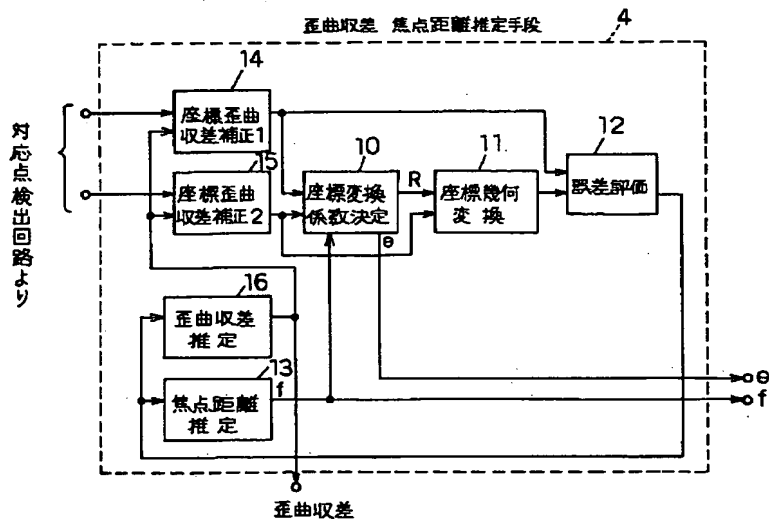 歪曲収差 焦点距離推定手段
4
対応点検出回路より
14
座標歪曲
収差補正1
15
座標歪曲
収差補正2
10
座標変換
係数決定
R
θ
11
座標幾何
変換
12
誤差評価
16
歪曲収差
推定
13
焦点距離
推定
f
θ
f
歪曲収差